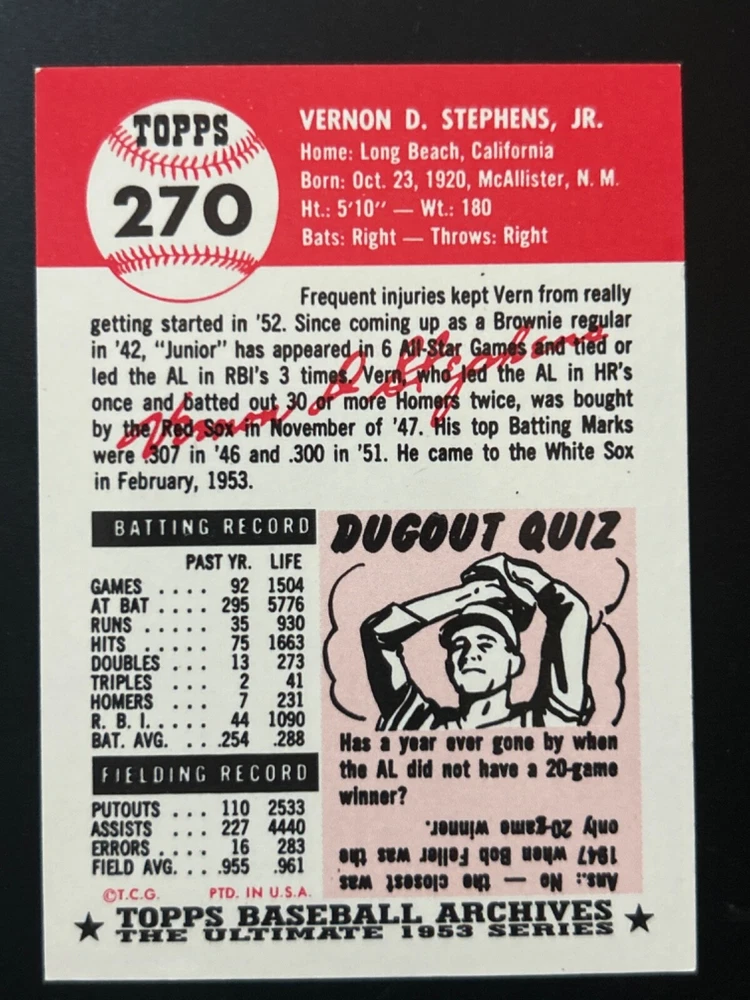 TOPPS
270
VERNON D. STEPHENS, JR.
Home: Long Beach, California
Born: Oct. 23, 1920, McAllister, N. M.
Ht.: 5'10" — Wt.: 180
Bats: Right — Throws: Right
Frequent injuries kept Vern from really
getting started in '52. Since coming up as a Brownie regular
in '42, "Junior" has appeared in 6 All-Star Games and tied or
led the AL in RBI's 3 times. Vern, who led the AL in HR's
once and batted out 30 or more Homers twice, was bought
by the Red Sox in November of '47. His top Batting Marks
were .307 in '46 and .300 in '51. He came to the White Sox
in February, 1953.
Vernon D Stephens
BATTING RECORD
PAST YR. LIFE
GAMES .... 92 1504
AT BAT .... 295 5776
RUNS ..... 35 930
HITS ..... 75 1663
DOUBLES ... 13 273
TRIPLES ... 2 41
HOMERS ... 7 231
R. B. I. .... 44 1090
BAT. AVG. .. .254 .288
FIELDING RECORD
PUTOUTS ... 110 2533
ASSISTS ... 227 4440
ERRORS .... 16 283
FIELD AVG. .. .955 .961
©T.C.G. PTD. IN U.S.A.
DUGOUT QUIZ
Has a year ever gone by when
the AL did not have a 20-game
winner?
Ans.: NO — the closest was
1947 when Bob Feller was the
only 20-game winner.
★ TOPPS BASEBALL ARCHIVES ★
THE ULTIMATE 1953 SERIES